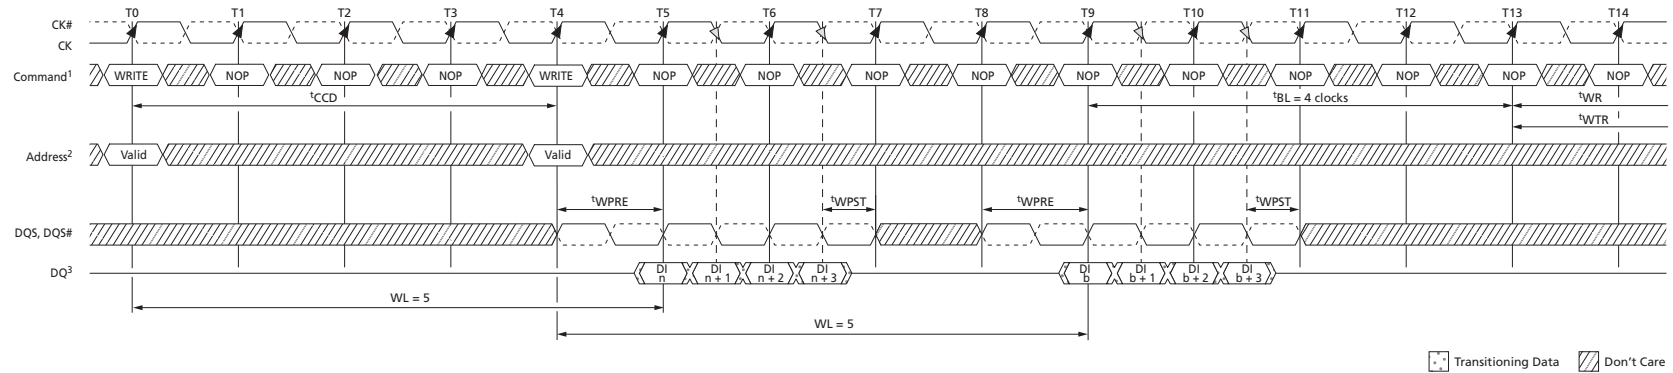 T0 T1 T2 T3 T4 T5 T6 T7 T8 T9 T10 T11 T12 T13 T14
CK#
CK
Command1 WRITE NOP NOP NOP WRITE NOP NOP NOP NOP NOP NOP NOP NOP NOP NOP
tCCD tBL = 4 clocks tWR
tWTR
Address2 Valid Valid
tWPRE tWPST tWPRE tWPST
DQS, DQS#
DQ3 DI n DI n + 1 DI n + 2 DI n + 3 DI b DI b + 1 DI b + 2 DI b + 3
WL = 5
WL = 5
Transitioning Data Don't Care